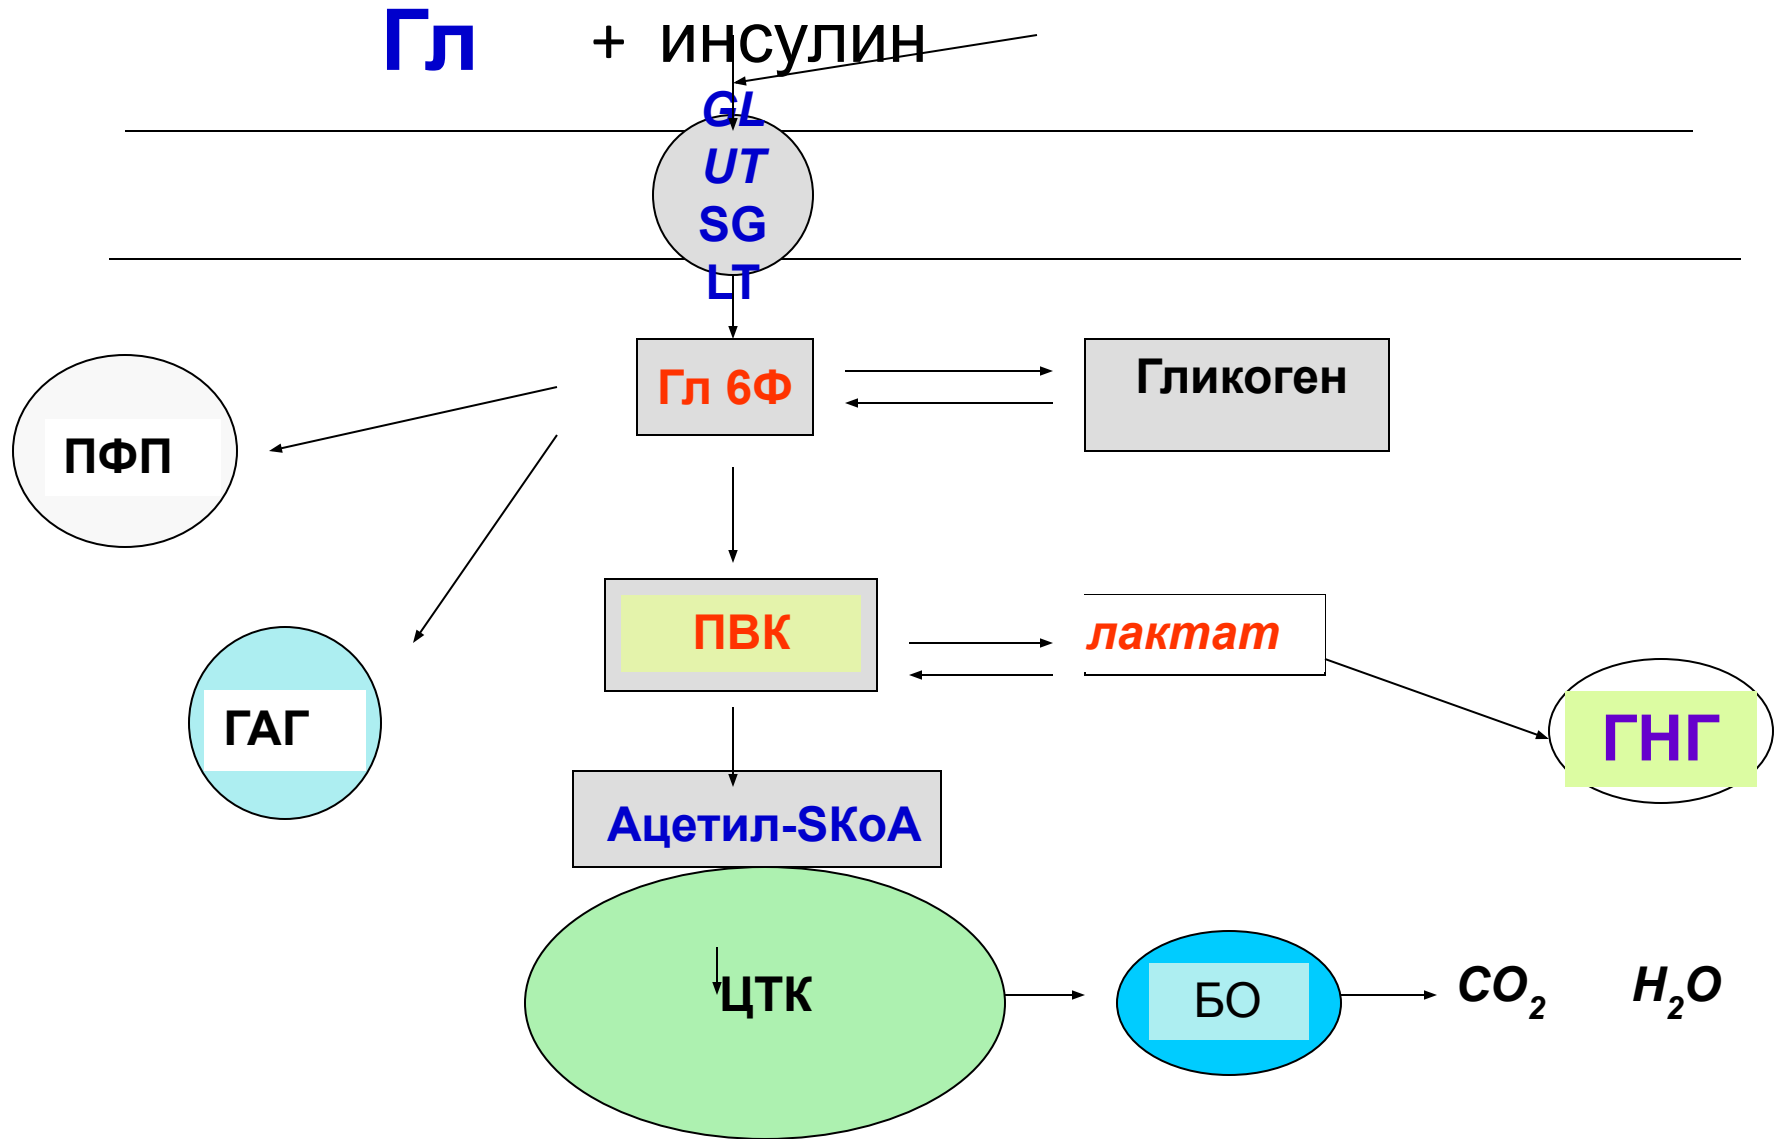 Гл + инсулин
GL
UT
SG
LT
Гл 6Ф
Гликоген
ПФП
ПВК
лактат
ГАГ
ГНГ
Ацетил-SКоА
ЦТК
БО
CO₂ H₂O